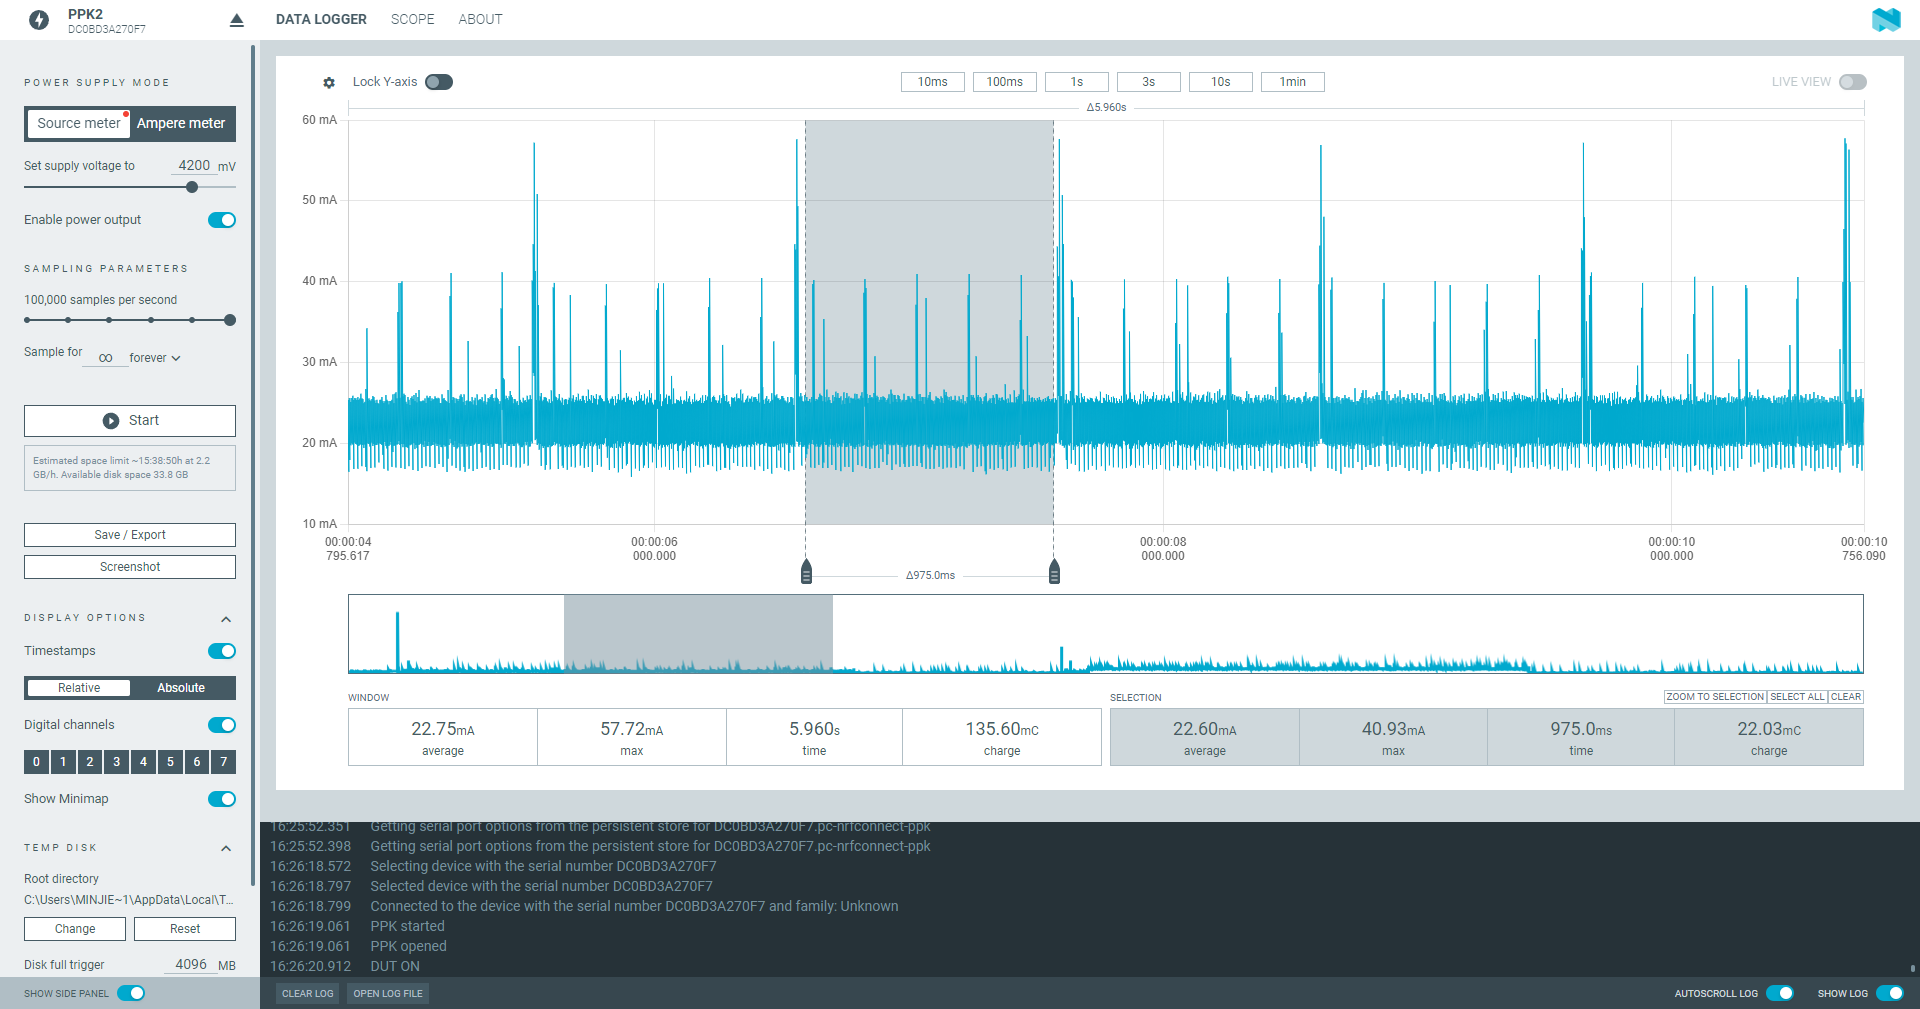 PPK2
DC0BD3A270F7
DATA LOGGER SCOPE ABOUT
POWER SUPPLY MODE
Source meter Ampere meter
Set supply voltage to 4200 mV
Enable power output
SAMPLING PARAMETERS
100,000 samples per second
Sample for ∞ forever
Start
Estimated space limit ~15:38:50h at 2.2
GB/h. Available disk space 33.8 GB
Save / Export
Screenshot
DISPLAY OPTIONS
Timestamps
Relative Absolute
Digital channels
0 1 2 3 4 5 6 7
Show Minimap
TEMP DISK
Root directory
C:\Users\MINJIE~1\AppData\Local\T...
Change Reset
Disk full trigger 4096 MB
SHOW SIDE PANEL
Lock Y-axis 10ms 100ms 1s 3s 10s 1min LIVE VIEW
Δ5.960s
60 mA
50 mA
40 mA
30 mA
20 mA
10 mA
00:00:04 00:00:06 00:00:08 00:00:10 00:00:10
795.617 000.000 000.000 000.000 756.090
Δ975.0ms
WINDOW
22.75mA 57.72mA 5.960s 135.60mC
average max time charge
SELECTION ZOOM TO SELECTION SELECT ALL CLEAR
22.60mA 40.93mA 975.0ms 22.03mC
average max time charge
16:25:52.351 Getting serial port options from the persistent store for DC0BD3A270F7.pc-nrfconnect-ppk
16:25:52.398 Getting serial port options from the persistent store for DC0BD3A270F7.pc-nrfconnect-ppk
16:26:18.572 Selecting device with the serial number DC0BD3A270F7
16:26:18.797 Selected device with the serial number DC0BD3A270F7
16:26:18.799 Connected to the device with the serial number DC0BD3A270F7 and family: Unknown
16:26:19.061 PPK started
16:26:19.061 PPK opened
16:26:20.912 DUT ON
CLEAR LOG OPEN LOG FILE AUTOSCROLL LOG SHOW LOG